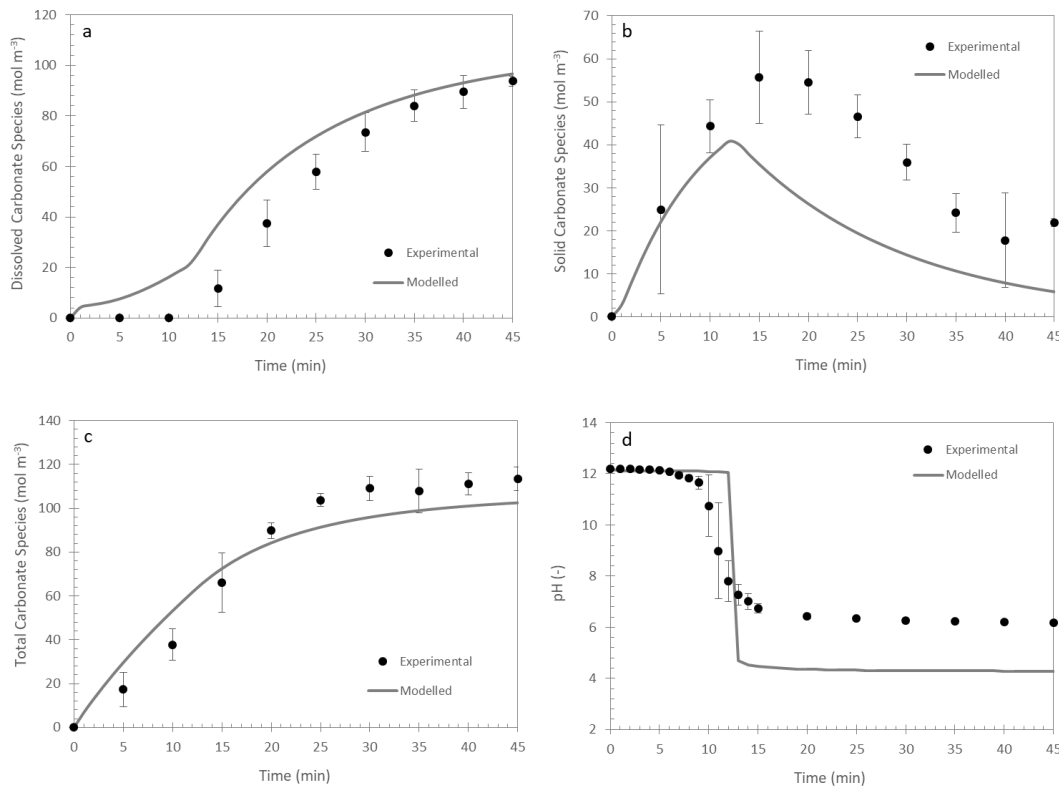 a
Dissolved Carbonate Species (mol m⁻³)
120
100
80
60
40
20
0
Experimental
Modelled
0 5 10 15 20 25 30 35 40 45
Time (min)
b
Solid Carbonate Species (mol m⁻³)
70
60
50
40
30
20
10
0
Experimental
Modelled
0 5 10 15 20 25 30 35 40 45
Time (min)
c
Total Carbonate Species (mol m⁻³)
140
120
100
80
60
40
20
0
Experimental
Modelled
0 5 10 15 20 25 30 35 40 45
Time (min)
d
pH (-)
14
12
10
8
6
4
2
Experimental
Modelled
0 5 10 15 20 25 30 35 40 45
Time (min)